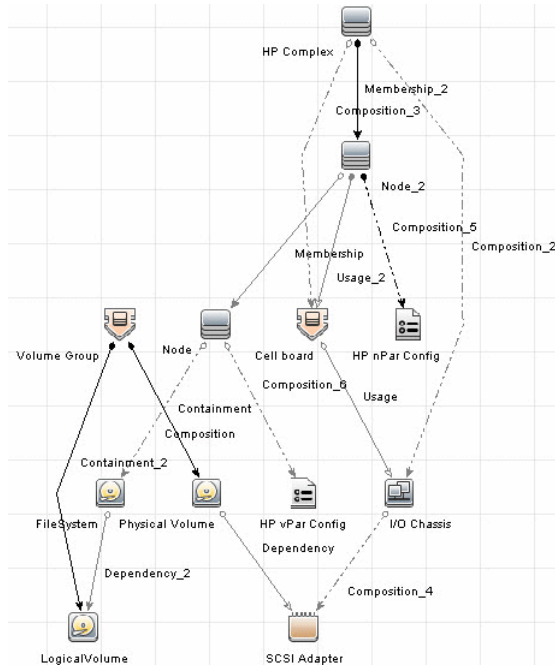 HP Complex
Membership_2
Composition_3
Node_2
Composition_5
Composition_2
Membership
Usage_2
Volume Group
Node
Cell board
HP nPar Config
Composition_6
Usage
Containment
Composition
Containment_2
FileSystem
Physical Volume
HP vPar Config
I/O Chassis
Dependency
Dependency_2
Composition_4
LogicalVolume
SCSI Adapter